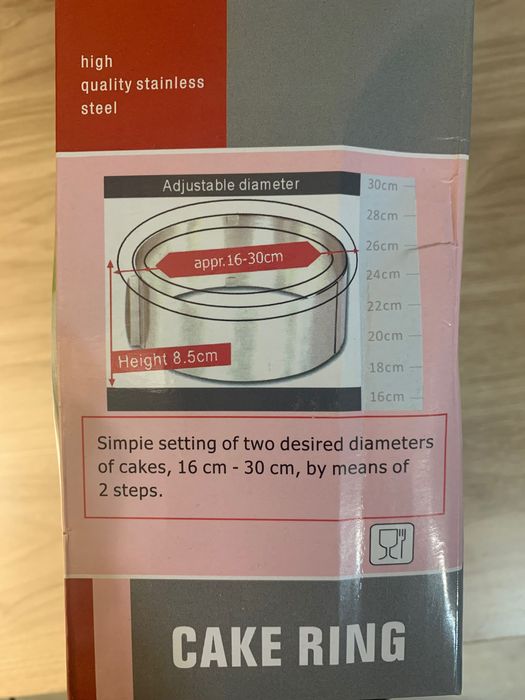 high
quality stainless
steel
Adjustable diameter
30cm
28cm
26cm
24cm
22cm
20cm
18cm
16cm
appr.16-30cm
Height 8.5cm
Simpie setting of two desired diameters
of cakes, 16 cm - 30 cm, by means of
2 steps.
CAKE RING